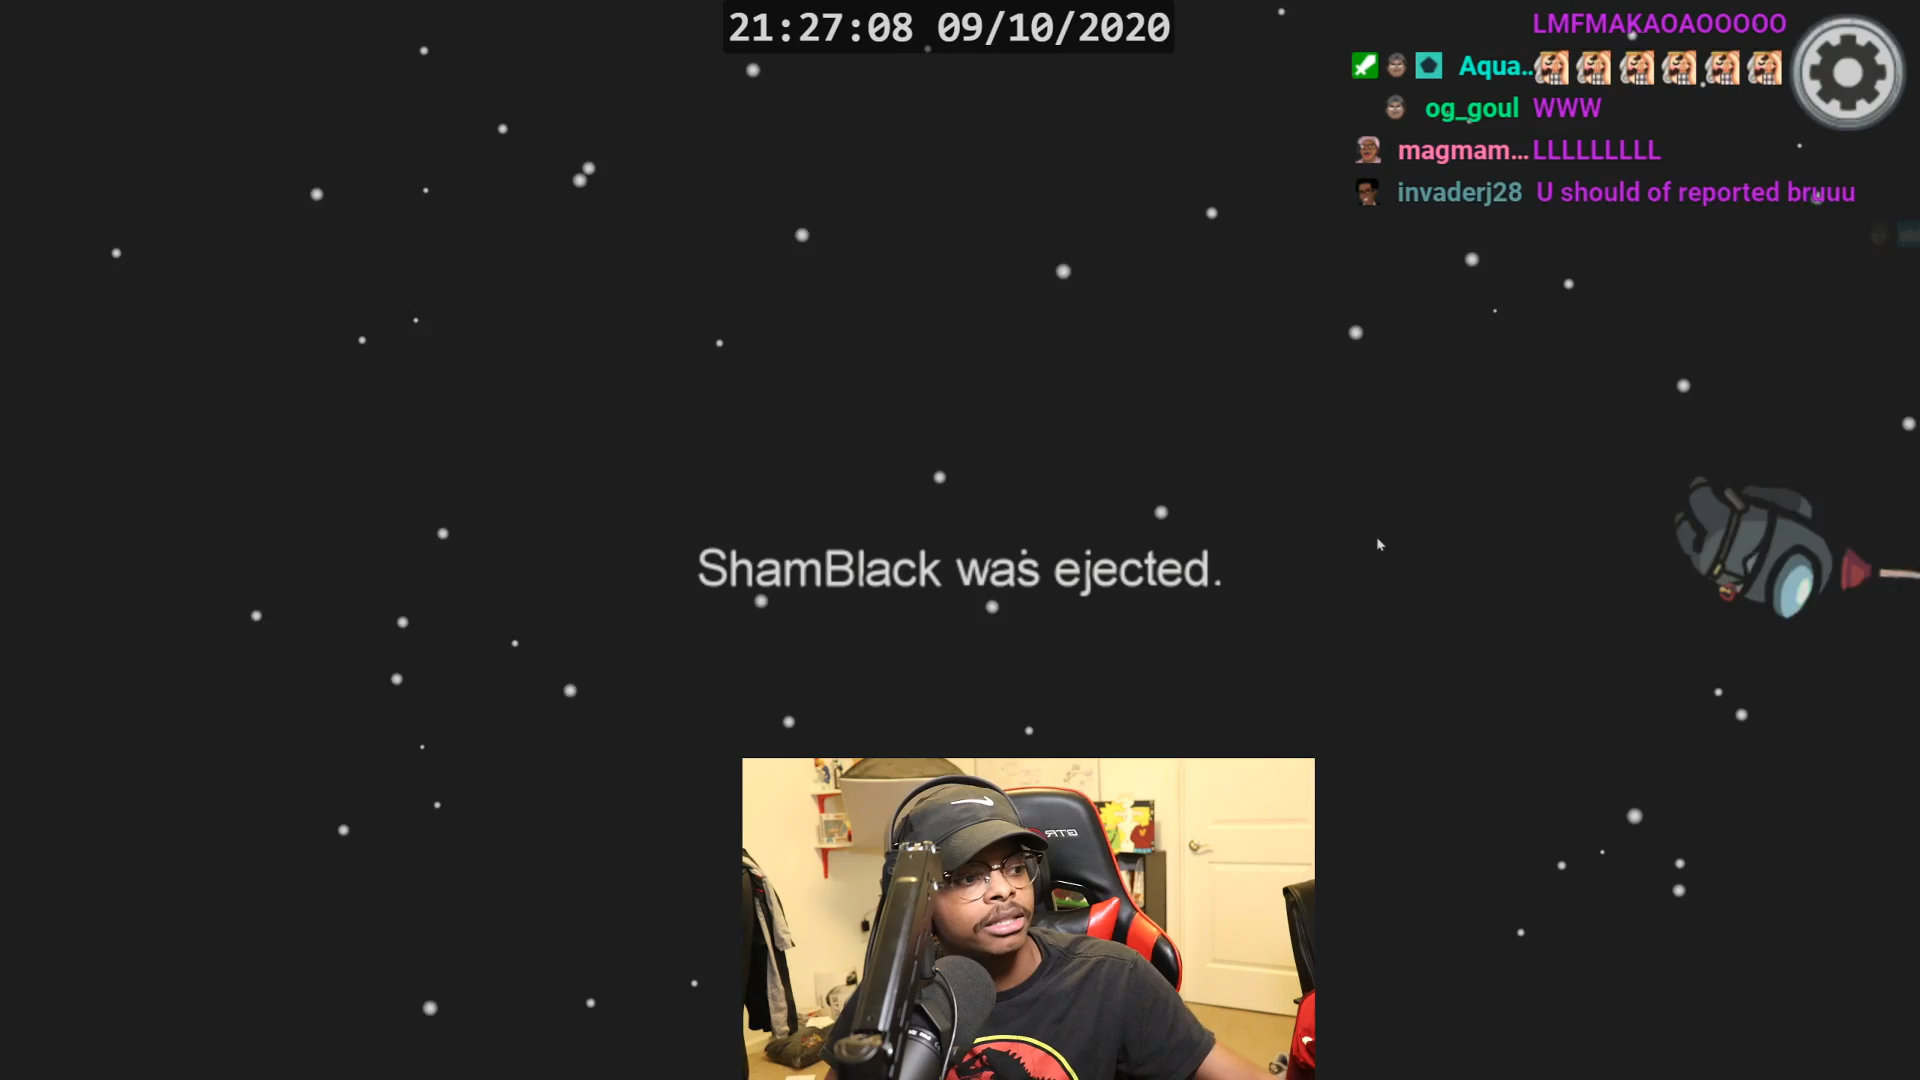 21:27:08 09/10/2020
LMFMAKAOAOOOOO
Aqua..
og_goul WWW
magmam... LLLLLLLLL
invaderj28 U should of reported bruuu
ShamBlack was ejected.
GTR